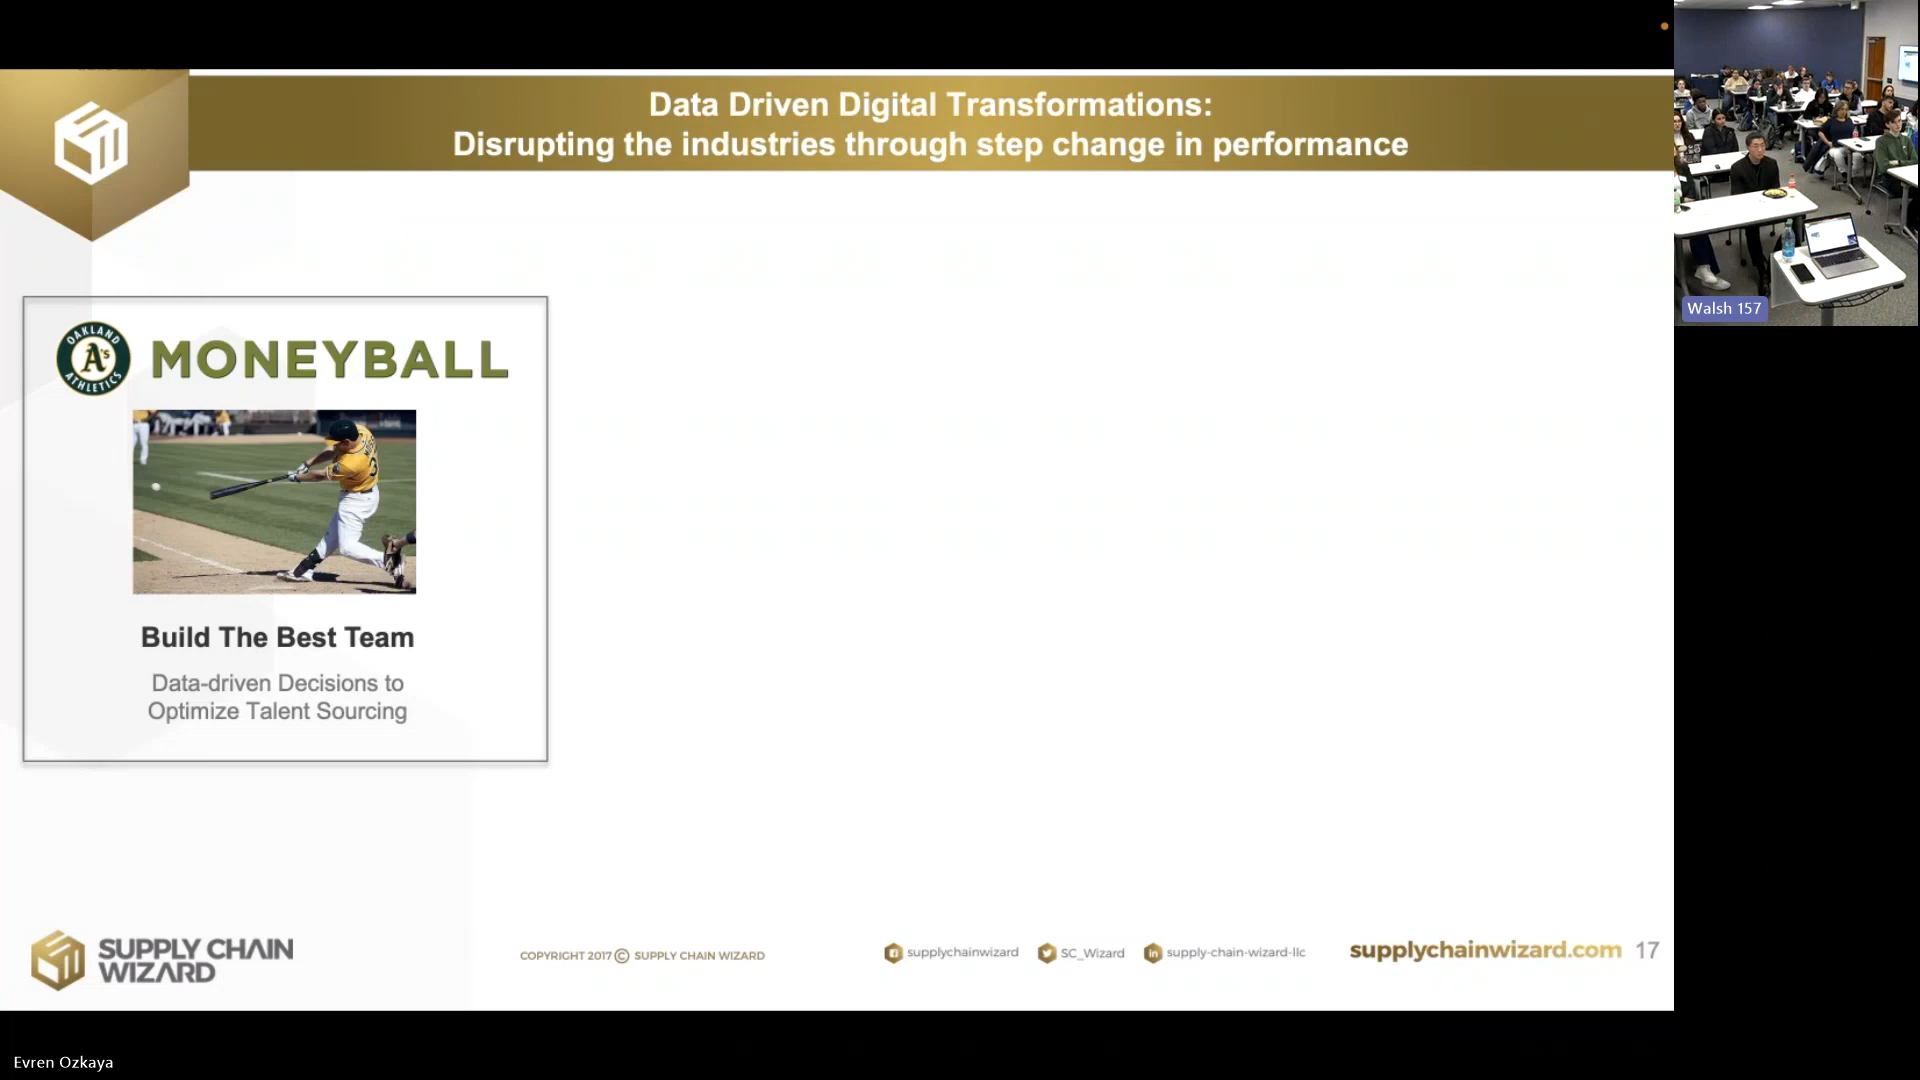 Data Driven Digital Transformations:
Disrupting the industries through step change in performance
OAKLAND
A's
ATHLETICS
MONEYBALL
Build The Best Team
Data-driven Decisions to
Optimize Talent Sourcing
SUPPLY CHAIN
WIZARD
COPYRIGHT 2017 © SUPPLY CHAIN WIZARD
supplychainwizard
SC_Wizard
supply-chain-wizard-llc
supplychainwizard.com 17
Walsh 157
Evren Ozkaya